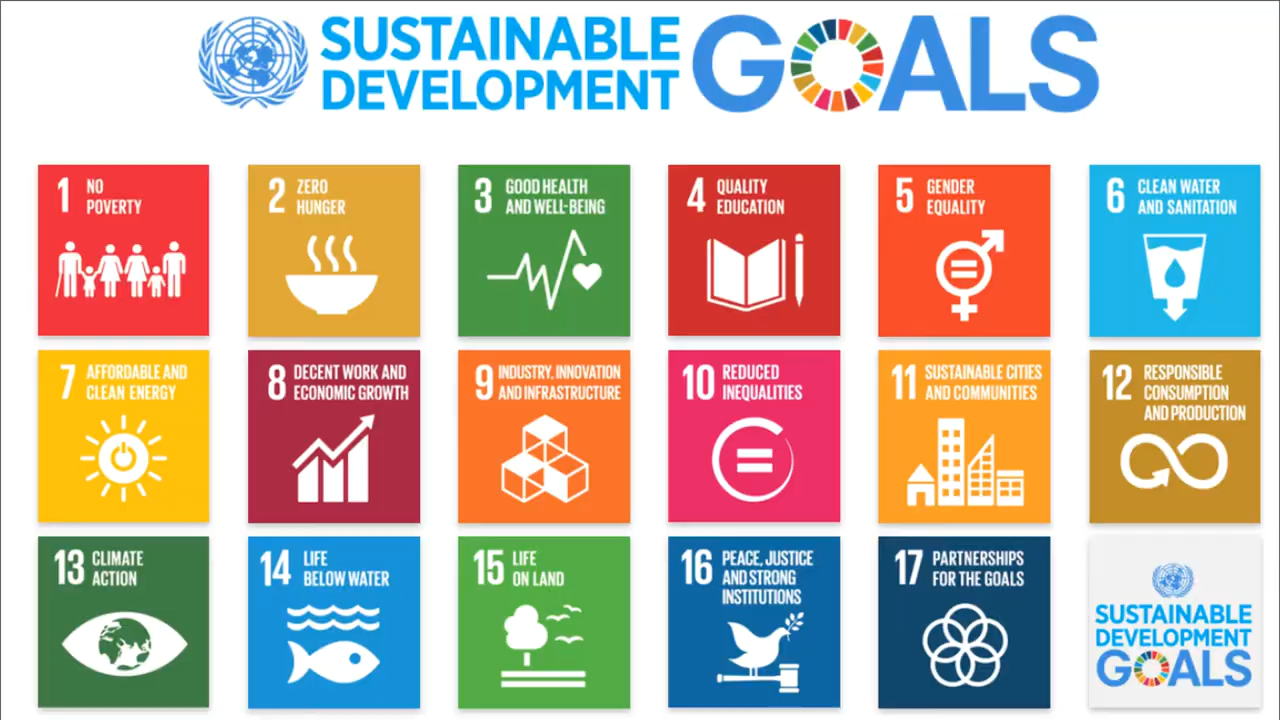 SUSTAINABLE
DEVELOPMENT
GOALS
1 NO
POVERTY
2 ZERO
HUNGER
3 GOOD HEALTH
AND WELL-BEING
4 QUALITY
EDUCATION
5 GENDER
EQUALITY
6 CLEAN WATER
AND SANITATION
7 AFFORDABLE AND
CLEAN ENERGY
8 DECENT WORK AND
ECONOMIC GROWTH
9 INDUSTRY, INNOVATION
AND INFRASTRUCTURE
10 REDUCED
INEQUALITIES
11 SUSTAINABLE CITIES
AND COMMUNITIES
12 RESPONSIBLE
CONSUMPTION
AND PRODUCTION
13 CLIMATE
ACTION
14 LIFE
BELOW WATER
15 LIFE
ON LAND
16 PEACE, JUSTICE
AND STRONG
INSTITUTIONS
17 PARTNERSHIPS
FOR THE GOALS
SUSTAINABLE
DEVELOPMENT
GOALS